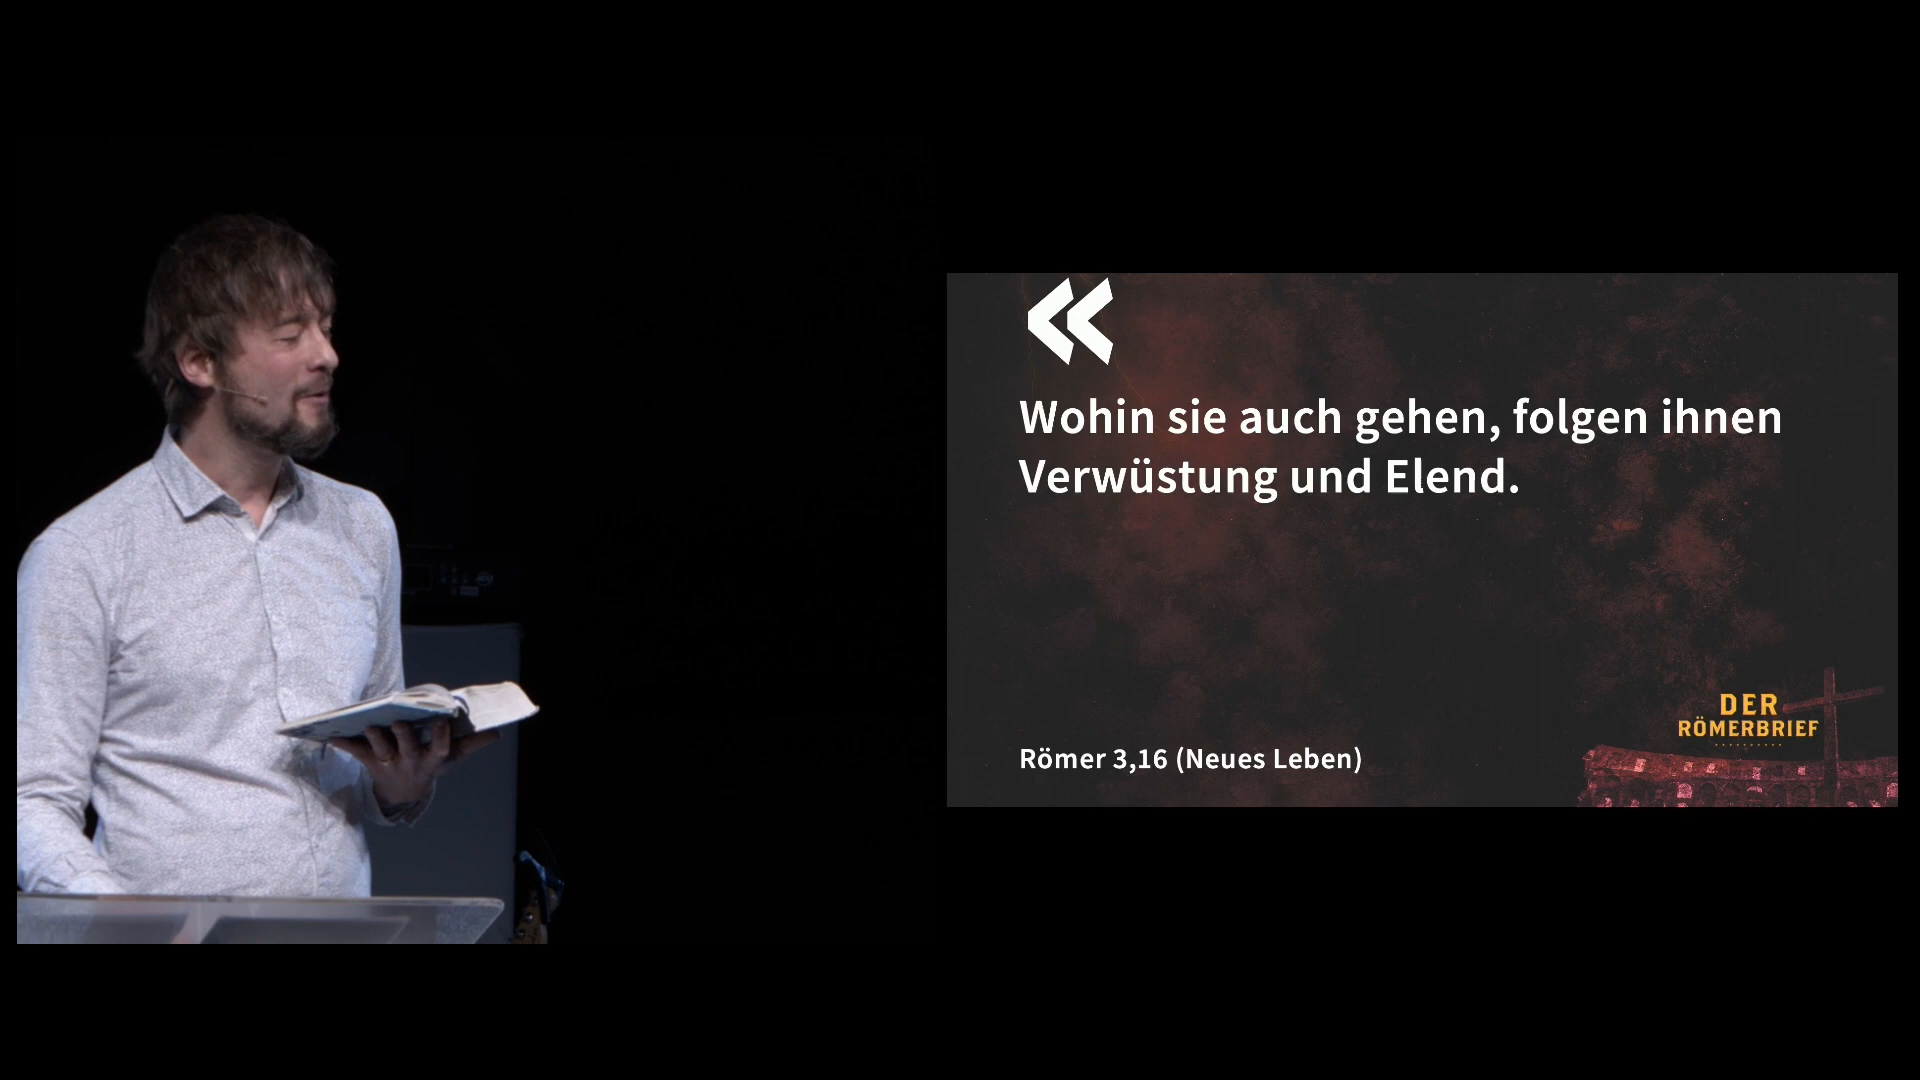 «
Wohin sie auch gehen, folgen ihnen
Verwüstung und Elend.
Römer 3,16 (Neues Leben)
DER
RÖMERBRIEF